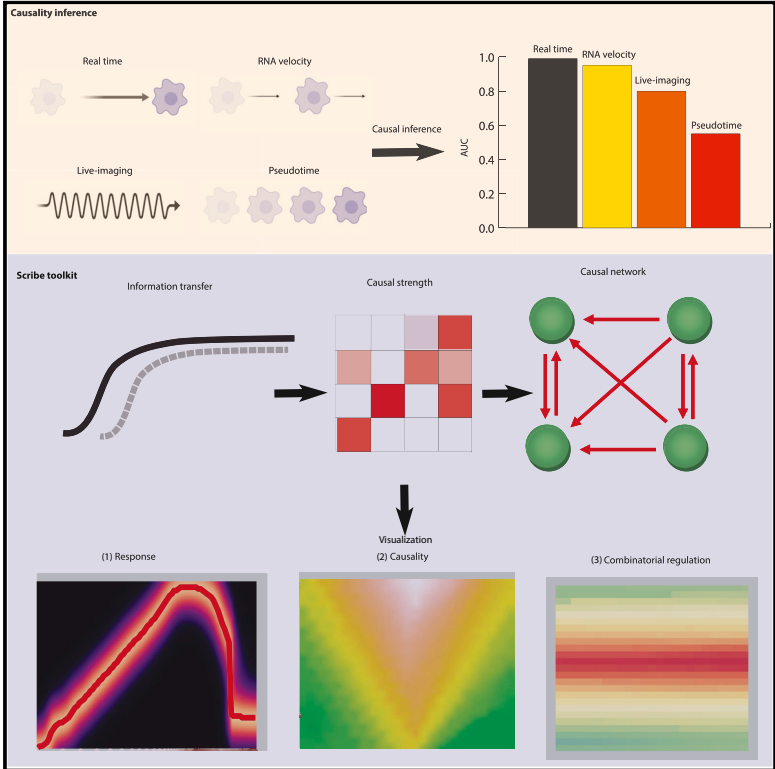 Causality inference
Real time
RNA velocity
Live-imaging
Pseudotime
Causal inference
AUC
1.0
0.8
0.6
0.4
0.2
0.0
Real time
RNA velocity
Live-imaging
Pseudotime
Scribe toolkit
Information transfer
Causal strength
Causal network
Visualization
(1) Response
(2) Causality
(3) Combinatorial regulation